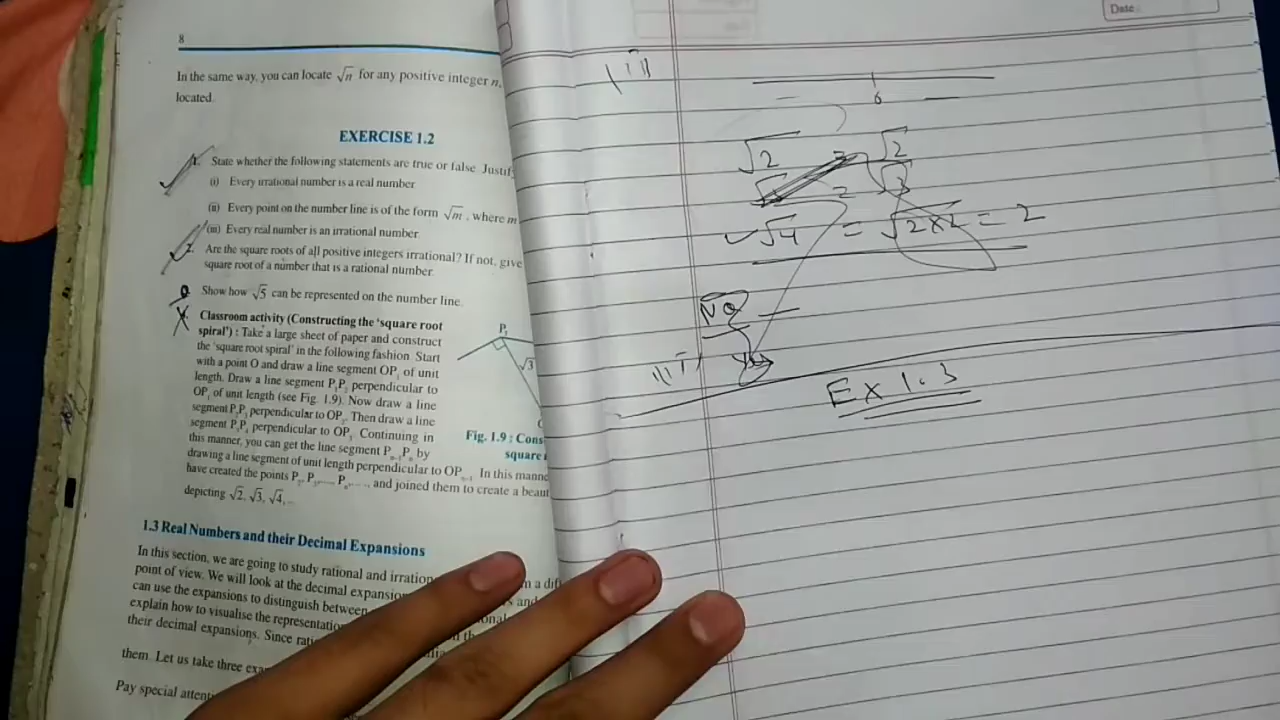 8
In the same way, you can locate √n for any positive integer n,
located.
EXERCISE 1.2
1. State whether the following statements are true or false. Justif
(i) Every irrational number is a real number.
(ii) Every point on the number line is of the form √m, where m
(iii) Every real number is an irrational number.
2. Are the square roots of all positive integers irrational? If not, give
square root of a number that is a rational number.
Show how √5 can be represented on the number line.
Classroom activity (Constructing the 'square root
spiral') : Take a large sheet of paper and construct
the 'square root spiral' in the following fashion. Start
with a point O and draw a line segment OP₁ of unit
length. Draw a line segment P₁P₂ perpendicular to
OP₁ of unit length (see Fig. 1.9). Now draw a line
segment P₂P₃ perpendicular to OP₂. Then draw a line
segment P₃P₄ perpendicular to OP₃. Continuing in
this manner, you can get the line segment Pₙ₋₁Pₙ by
drawing a line segment of unit length perpendicular to OPₙ₋₁. In this manne
have created the points P₂, P₃,...., Pₙ,... ., and joined them to create a beaut
depicting √2, √3, √4, ...
P₃
√3
Fig. 1.9 : Cons
square r
1.3 Real Numbers and their Decimal Expansions
In this section, we are going to study rational and irration
point of view. We will look at the decimal expansio
can use the expansions to distinguish between
explain how to visualise the representation
their decimal expansions. Since rati
them. Let us take three exa
Pay special attent
Date
√2 = √2
√4 = √2×2 = 2
Ex 1.3